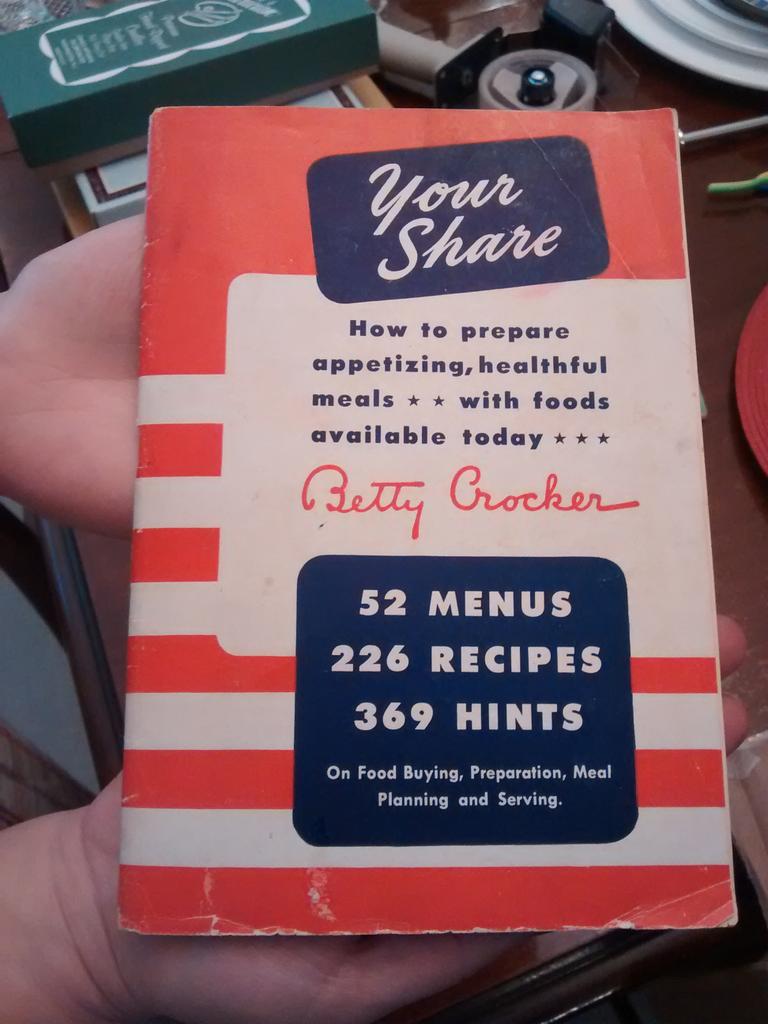 Your
Share
How to prepare
appetizing, healthful
meals ★ ★ with foods
available today ★ ★ ★
Betty Crocker
52 MENUS
226 RECIPES
369 HINTS
On Food Buying, Preparation, Meal
Planning and Serving.